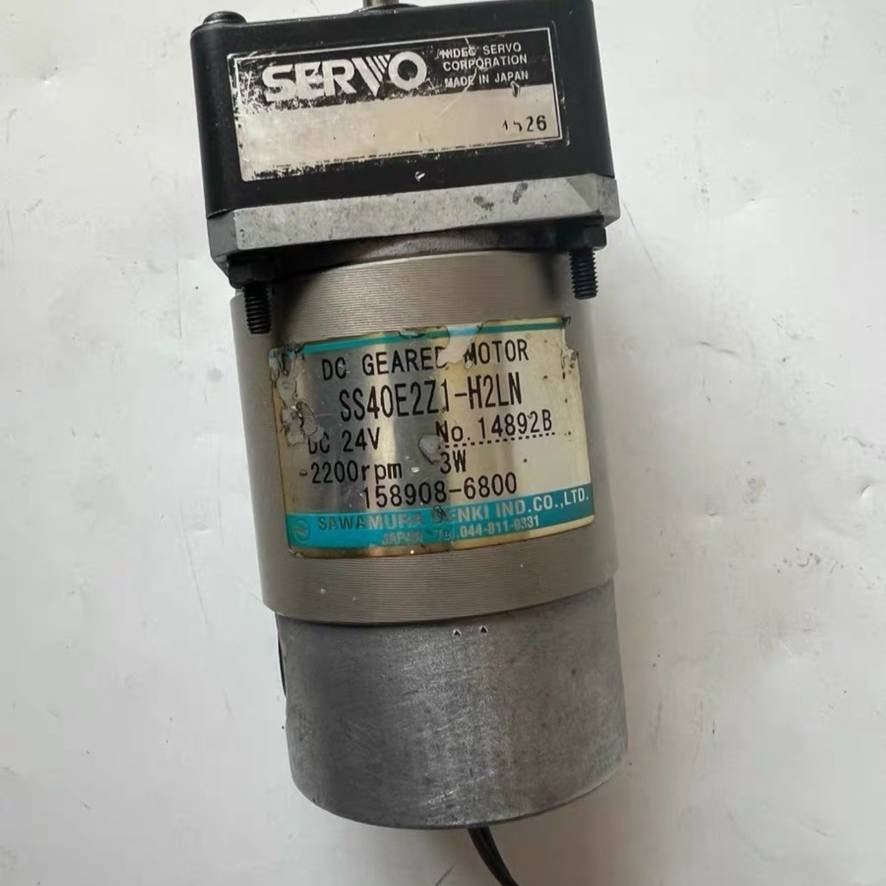 SERVO
NIDEC SERVO
CORPORATION
MADE IN JAPAN
DC GEARED MOTOR
SS40E2Z1-H2LN
DC 24V No.14892B
2200rpm 3W
158908-6800
SAWAMURA DENKI IND.CO.,LTD.
JAPAN TEL.044-811-9331